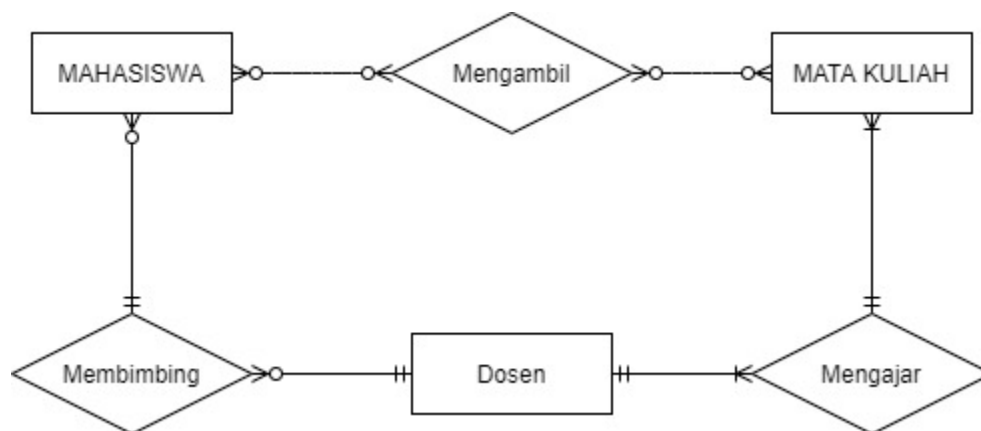 MAHASISWA
Mengambil
MATA KULIAH
Membimbing
Dosen
Mengajar